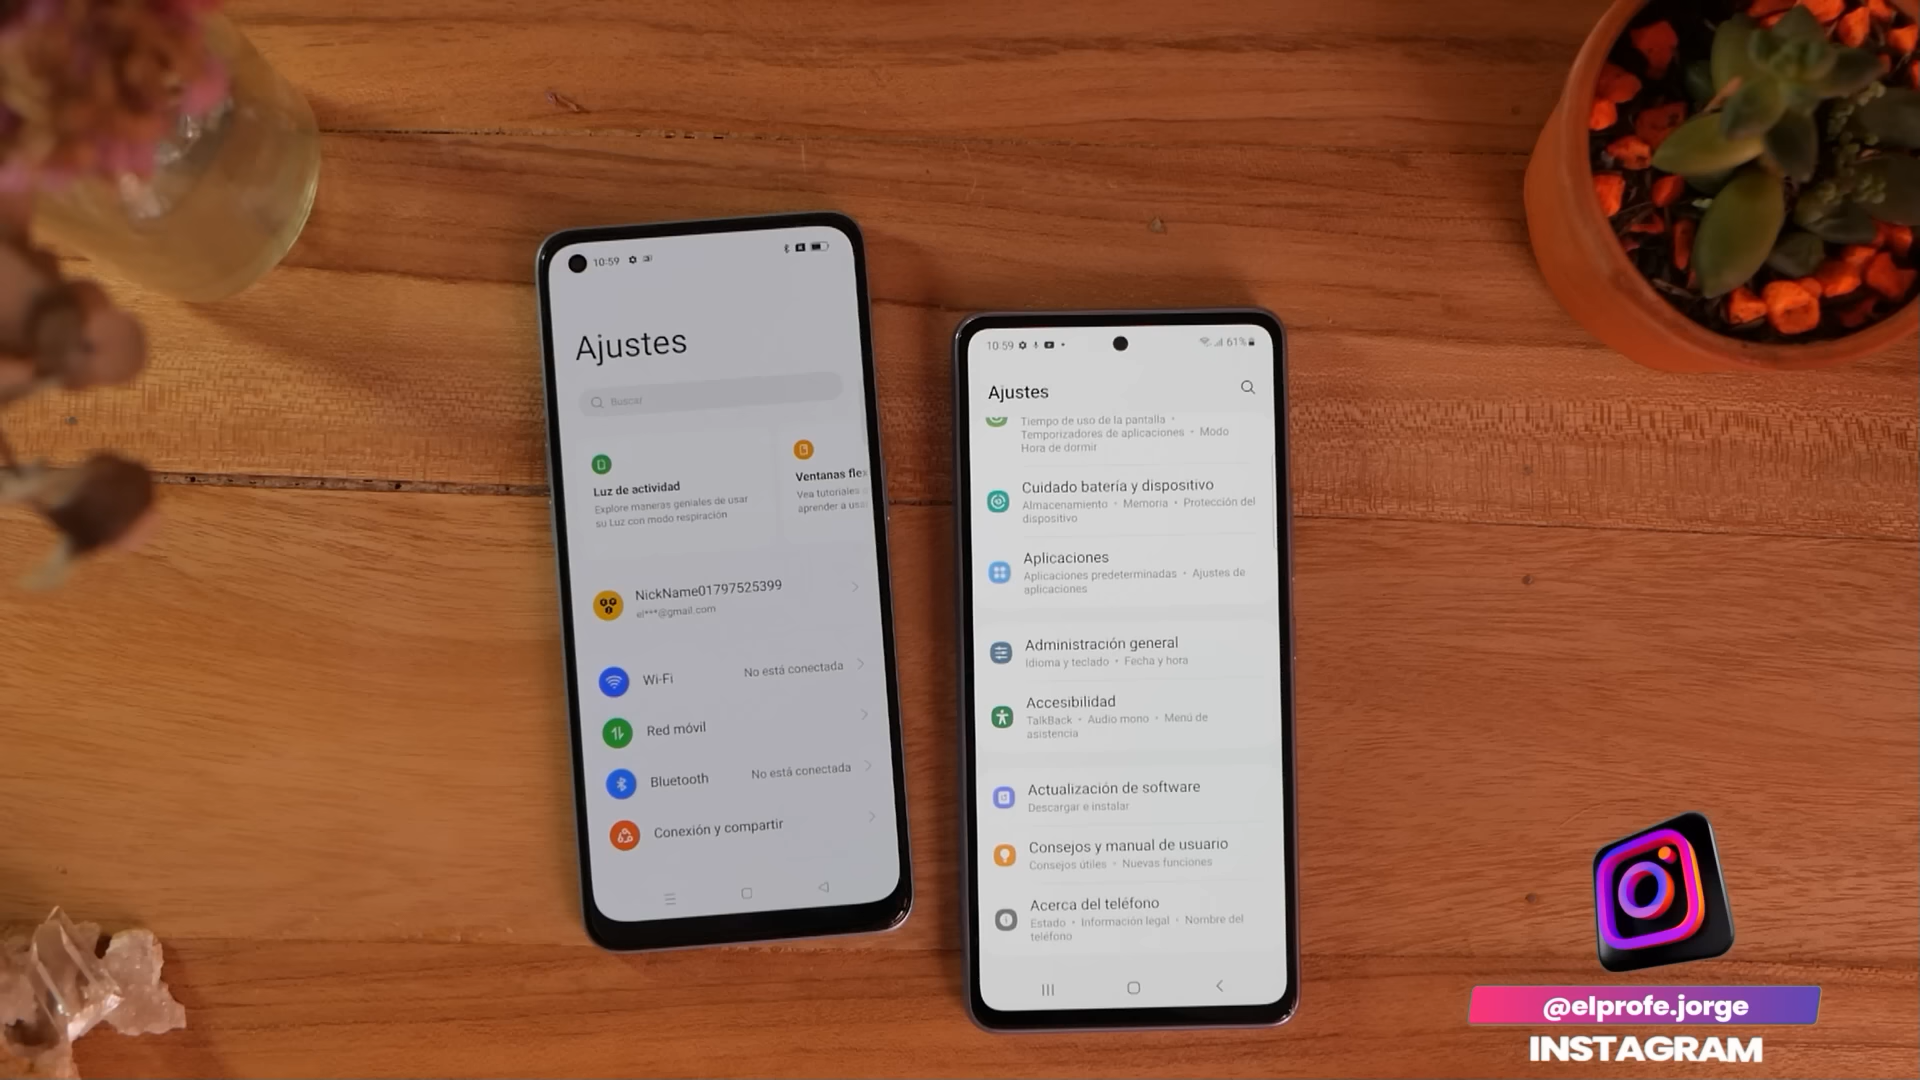 10:59
Ajustes
Buscar
Luz de actividad
Explore maneras geniales de usar
su Luz con modo respiración
Ventanas flex
Vea tutoriales
aprender a usa
NickName01797525399
el***@gmail.com
Wi-Fi No está conectada
Red móvil
Bluetooth No está conectada
Conexión y compartir
10:59 61%
Ajustes
Tiempo de uso de la pantalla •
Temporizadores de aplicaciones • Modo
Hora de dormir
Cuidado batería y dispositivo
Almacenamiento • Memoria • Protección del
dispositivo
Aplicaciones
Aplicaciones predeterminadas • Ajustes de
aplicaciones
Administración general
Idioma y teclado • Fecha y hora
Accesibilidad
TalkBack • Audio mono • Menú de
asistencia
Actualización de software
Descargar e instalar
Consejos y manual de usuario
Consejos útiles • Nuevas funciones
Acerca del teléfono
Estado • Información legal • Nombre del
teléfono
@elprofe.jorge
INSTAGRAM